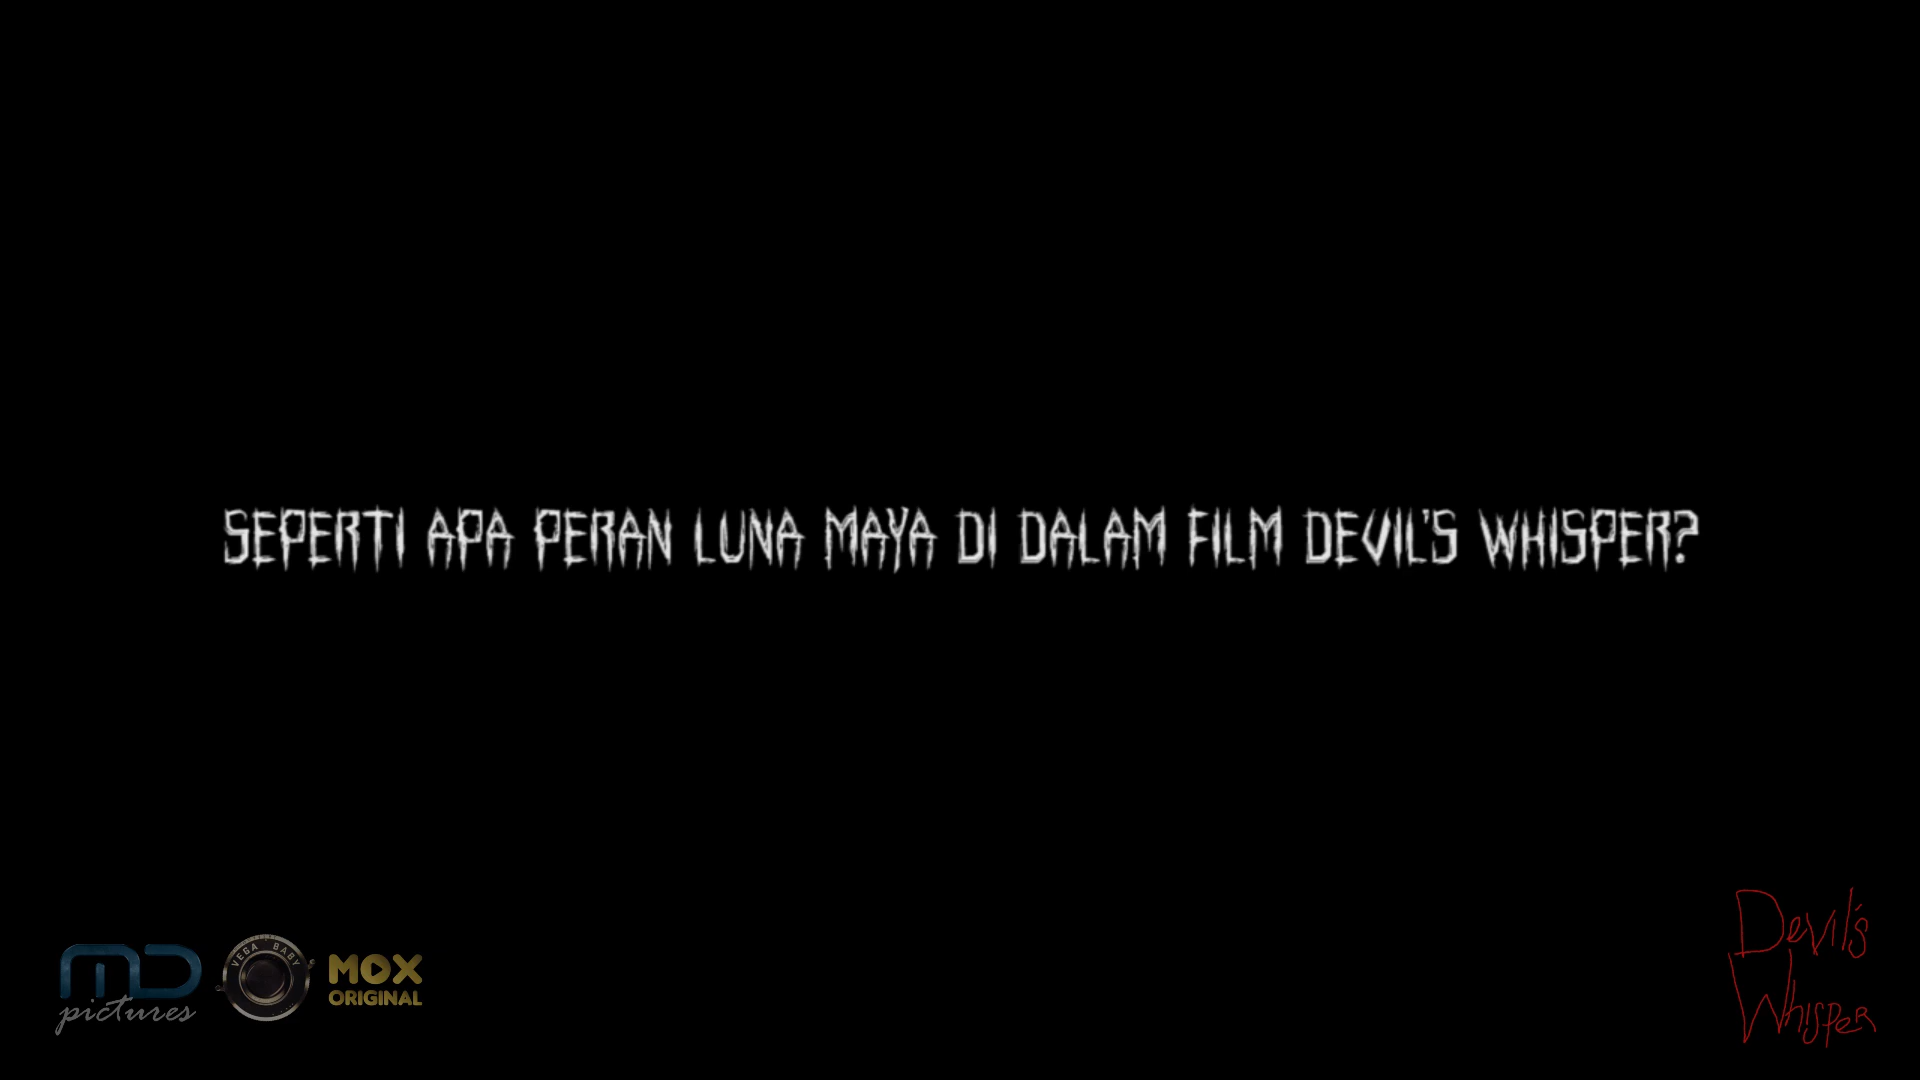 SEPERTI APA PERAN LUNA MAYA DI DALAM FILM DEVIL'S WHISPER?
MD
pictures
VEGA BABY
MOX
ORIGINAL
Devil's
Whisper